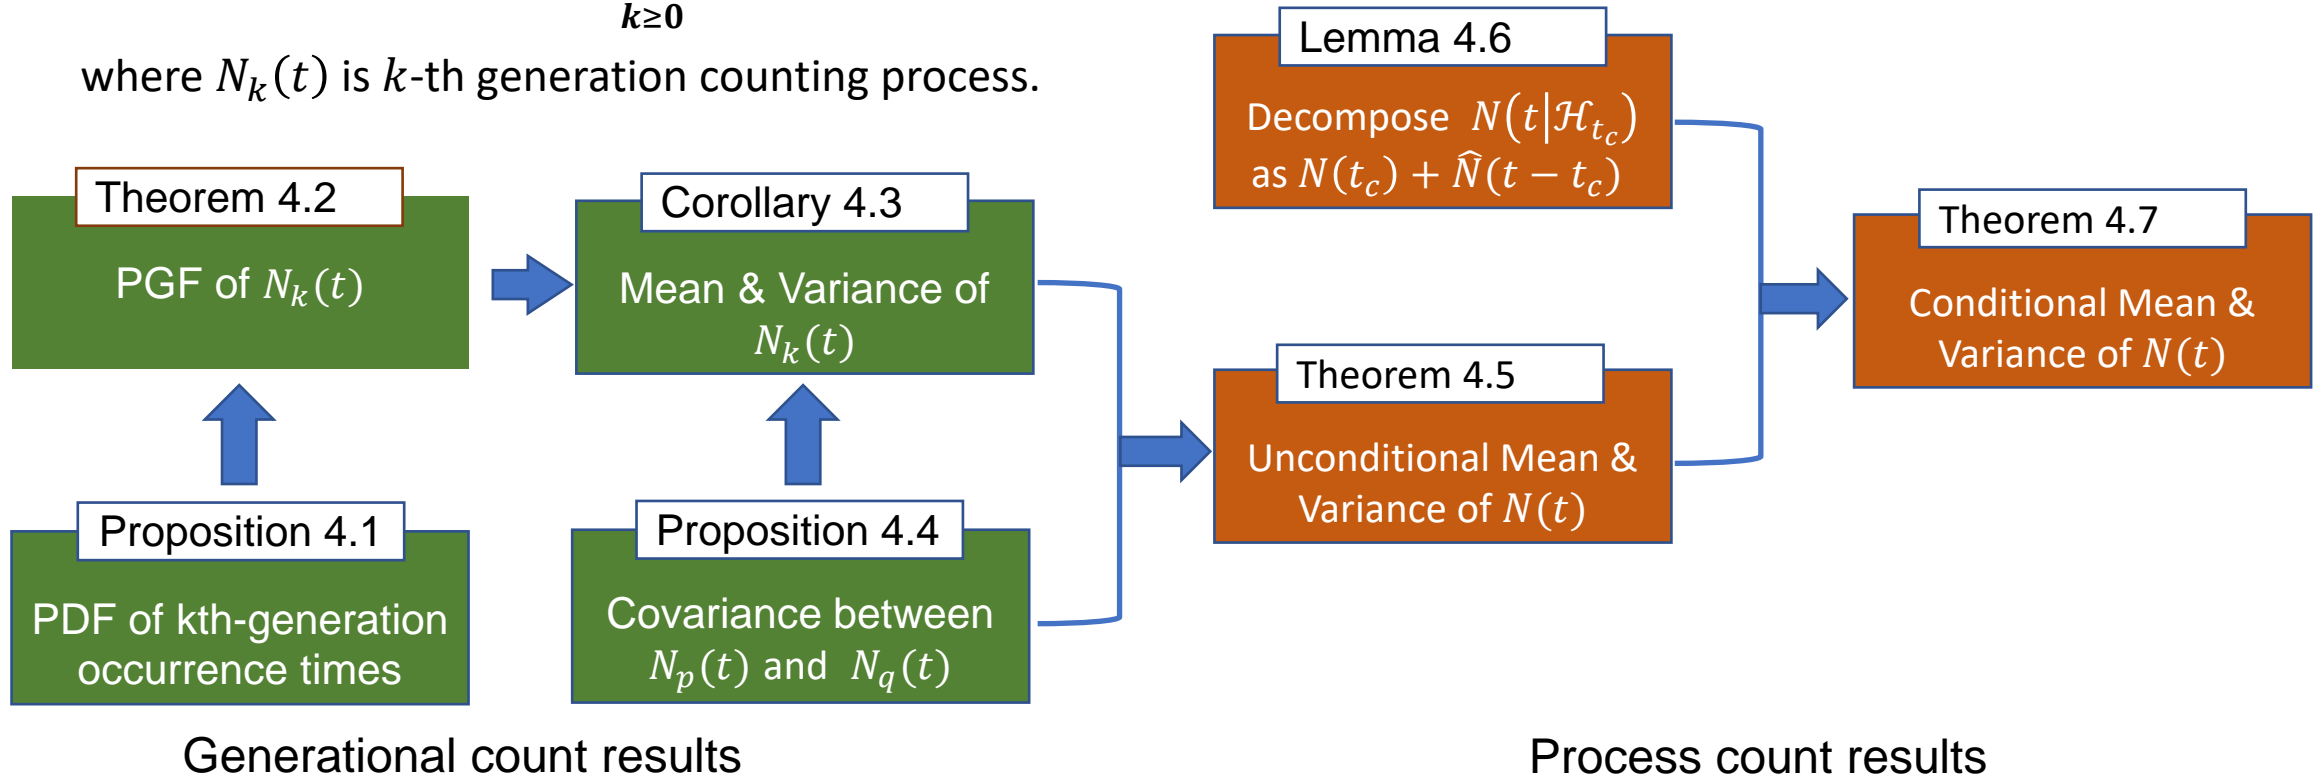 k≥0
where N_k(t) is k-th generation counting process.
Theorem 4.2
PGF of N_k(t)
Corollary 4.3
Mean & Variance of
N_k(t)
Proposition 4.1
PDF of kth-generation
occurrence times
Proposition 4.4
Covariance between
N_p(t) and N_q(t)
Generational count results
Lemma 4.6
Decompose N(t|ℋ_{t_c})
as N(t_c) + N̂(t − t_c)
Theorem 4.5
Unconditional Mean &
Variance of N(t)
Theorem 4.7
Conditional Mean &
Variance of N(t)
Process count results